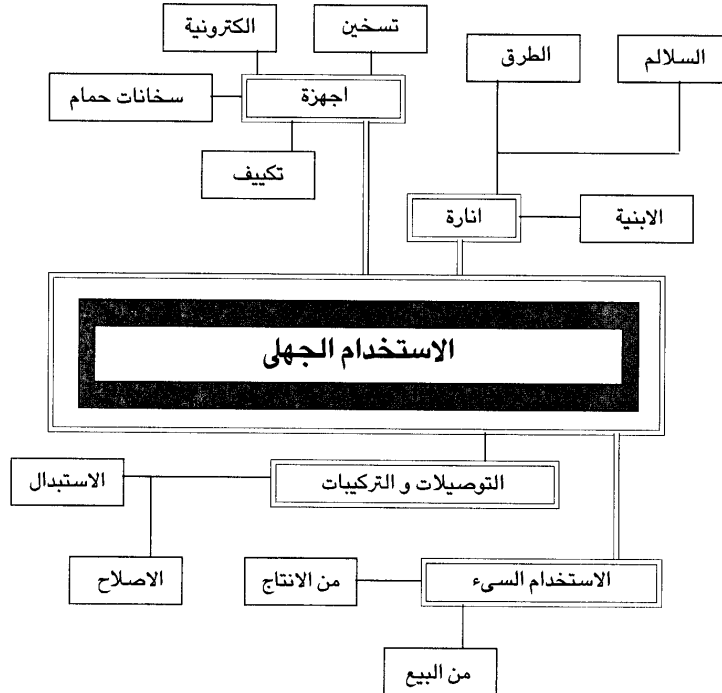 الكترونية
تسخين
الطرق
السلالم
اجهزة
سخانات حمام
تكييف
انارة
الابنية
الاستخدام الجهلى
التوصيلات و التركيبات
الاستبدال
الاصلاح
من الانتاج
الاستخدام السىء
من البيع